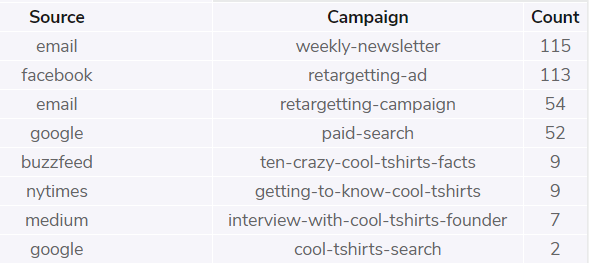 Source Campaign Count
email weekly-newsletter 115
facebook retargetting-ad 113
email retargetting-campaign 54
google paid-search 52
buzzfeed ten-crazy-cool-tshirts-facts 9
nytimes getting-to-know-cool-tshirts 9
medium interview-with-cool-tshirts-founder 7
google cool-tshirts-search 2